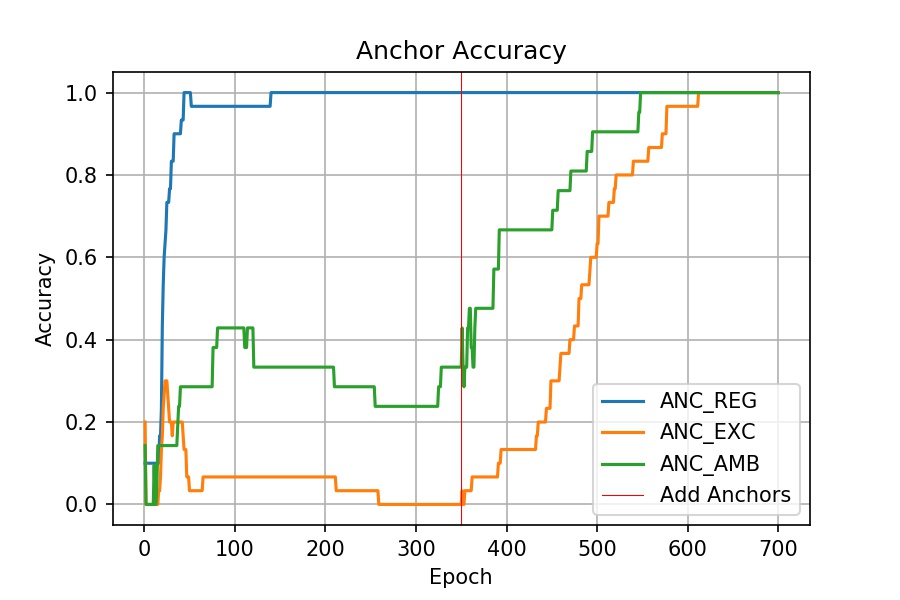 Anchor Accuracy
1.0
0.8
0.6
0.4
0.2
0.0
Accuracy
ANC_REG
ANC_EXC
ANC_AMB
Add Anchors
0 100 200 300 400 500 600 700
Epoch